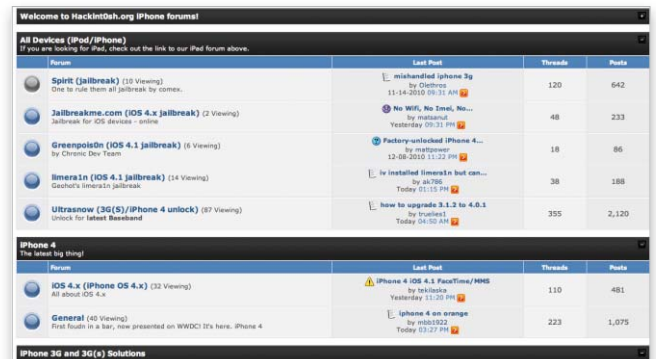 Welcome to Hackint0sh.org iPhone forums!
All Devices (iPod/iPhone)
If you are looking for iPad, check out the link to our iPad forum above.
Forum Last Post Threads Posts
Spirit (jailbreak) (10 Viewing)
One to rule them all jailbreak by comex.
mishandled iphone 3g
by Olethros
11-14-2010 09:31 AM
120 642
Jailbreakme.com (iOS 4.x jailbreak) (2 Viewing)
Jailbreak for iOS devices - online
No Wifi, No Imei, No...
by matsanut
Yesterday 09:31 PM
48 233
Greenpois0n (iOS 4.1 jailbreak) (6 Viewing)
by Chronic Dev Team
Factory-unlocked iPhone 4...
by mattpower
12-08-2010 11:22 PM
18 86
limera1n (iOS 4.1 jailbreak) (14 Viewing)
Geohot's limera1n jailbreak
iv installed limera1n but can...
by ak786
Today 01:15 PM
38 188
Ultrasnow (3G(S)/iPhone 4 unlock) (87 Viewing)
Unlock for latest Baseband
how to upgrade 3.1.2 to 4.0.1
by truelies1
Today 04:50 AM
355 2,120
iPhone 4
The latest big thing!
Forum Last Post Threads Posts
iOS 4.x (iPhone OS 4.x) (32 Viewing)
All about iOS 4.x
iPhone 4 iOS 4.1 FaceTime/MMS
by tekilaska
Yesterday 11:20 PM
110 481
General (40 Viewing)
First foudn in a bar, now presented on WWDC! It's here. iPhone 4
iphone 4 on orange
by mbb1922
Today 03:27 PM
223 1,075
iPhone 3G and 3G(s) Solutions